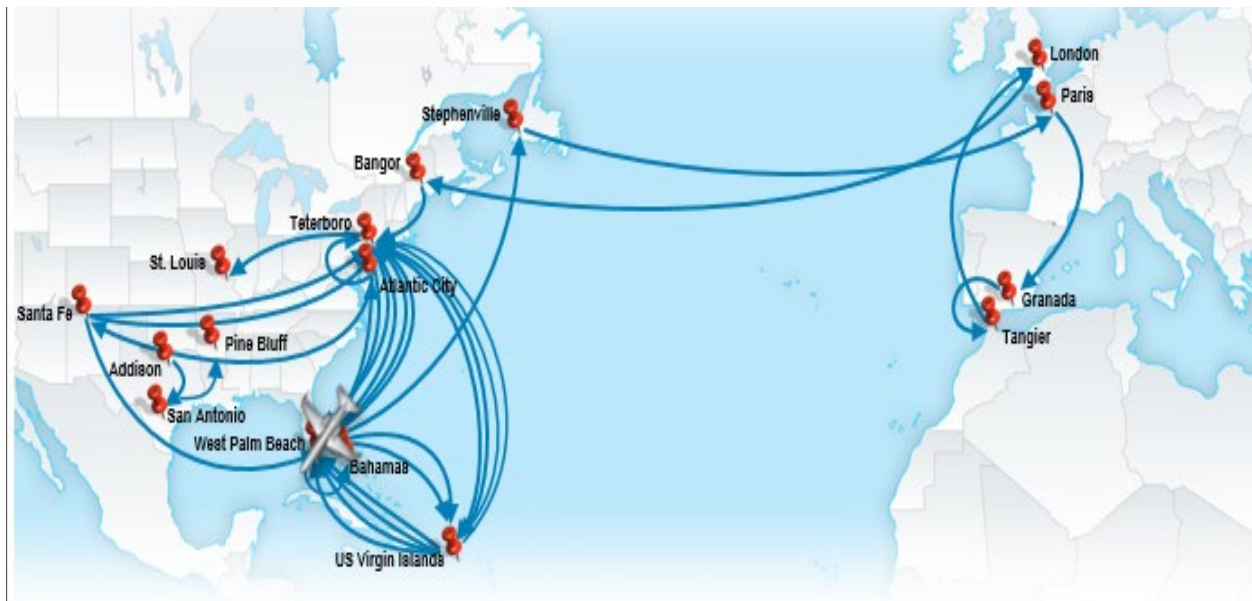 London
Paris
Stephenville
Bangor
Teterboro
St. Louis
Atlantic City
Santa Fe
Granada
Pine Bluff
Tangier
Addison
San Antonio
West Palm Beach
Bahamas
US Virgin Islands